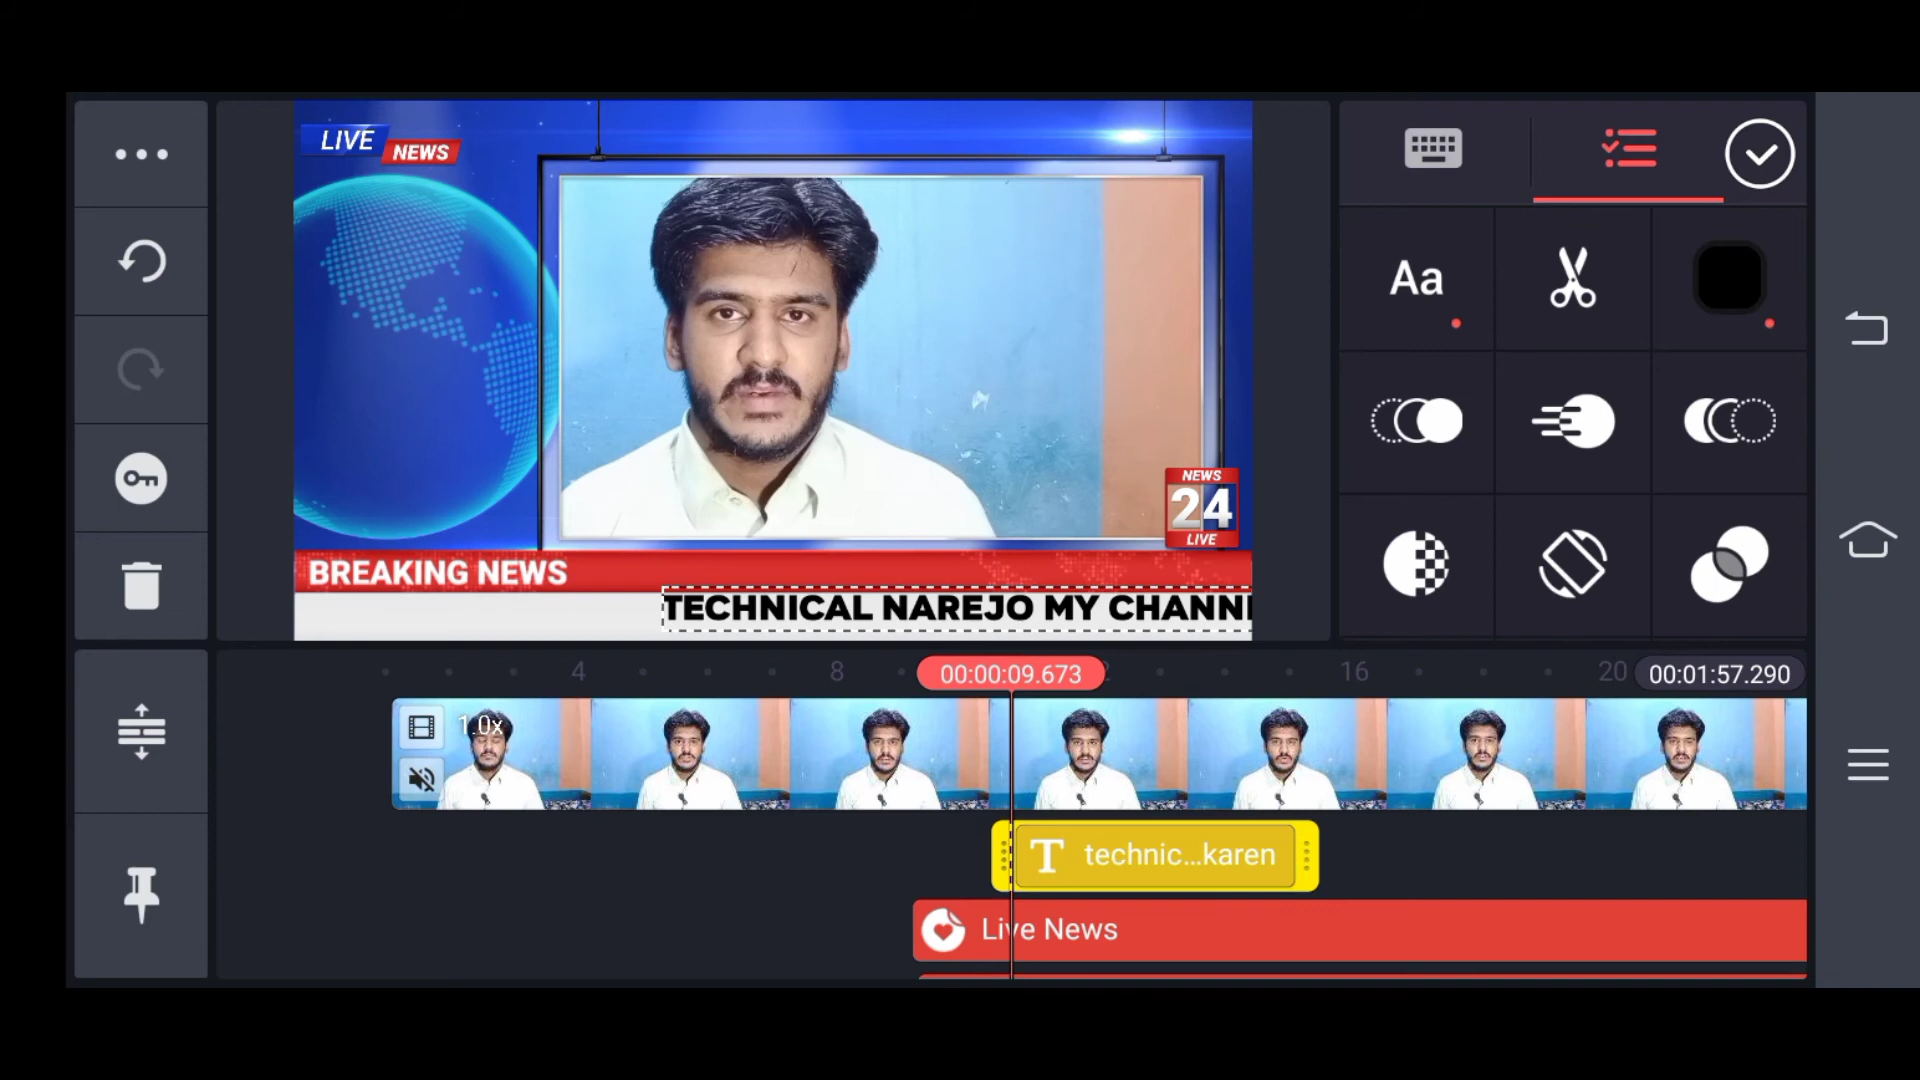 LIVE
NEWS
NEWS
24
LIVE
BREAKING NEWS
TECHNICAL NAREJO MY CHANN
Aa
4
8
00:00:09.673
2
16
20
00:01:57.290
1.0x
T
technic...karen
Live News